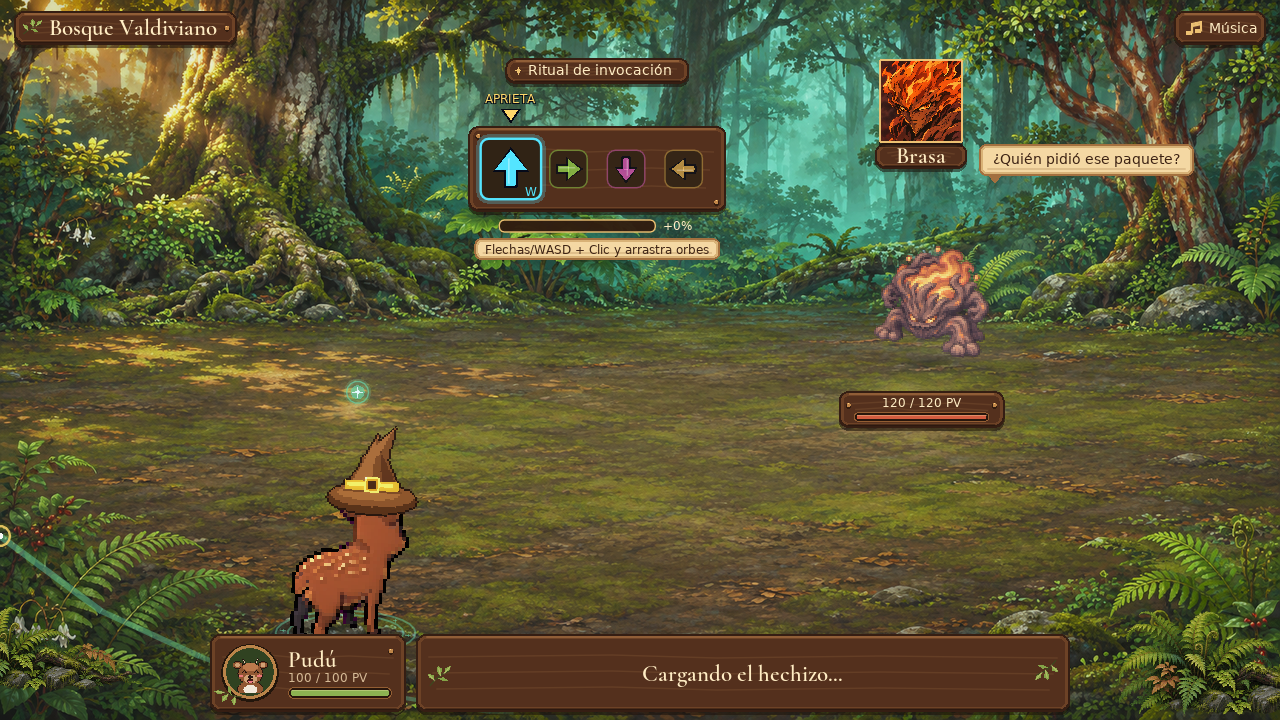 Bosque Valdiviano
Música
Ritual de invocación
APRIETA
W
+0%
Flechas/WASD + Clic y arrastra orbes
Brasa
¿Quién pidió ese paquete?
120 / 120 PV
Pudú
100 / 100 PV
Cargando el hechizo...